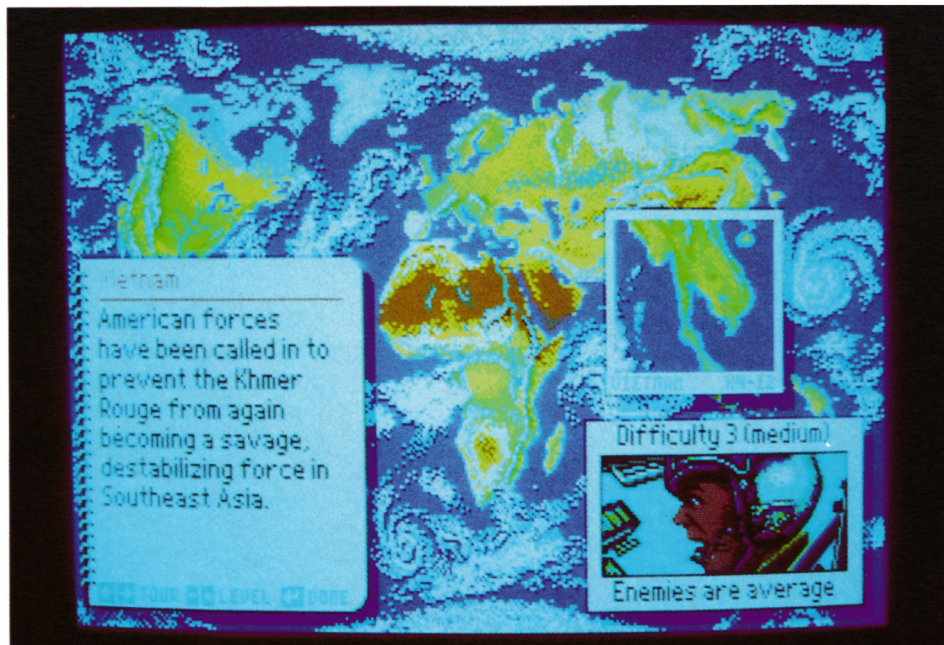 Vietnam
American forces
have been called in to
prevent the Khmer
Rouge from again
becoming a savage,
destabilizing force in
Southeast Asia.
TOUR LEVEL DONE
VIETNAM
Difficulty 3 (medium)
Enemies are average